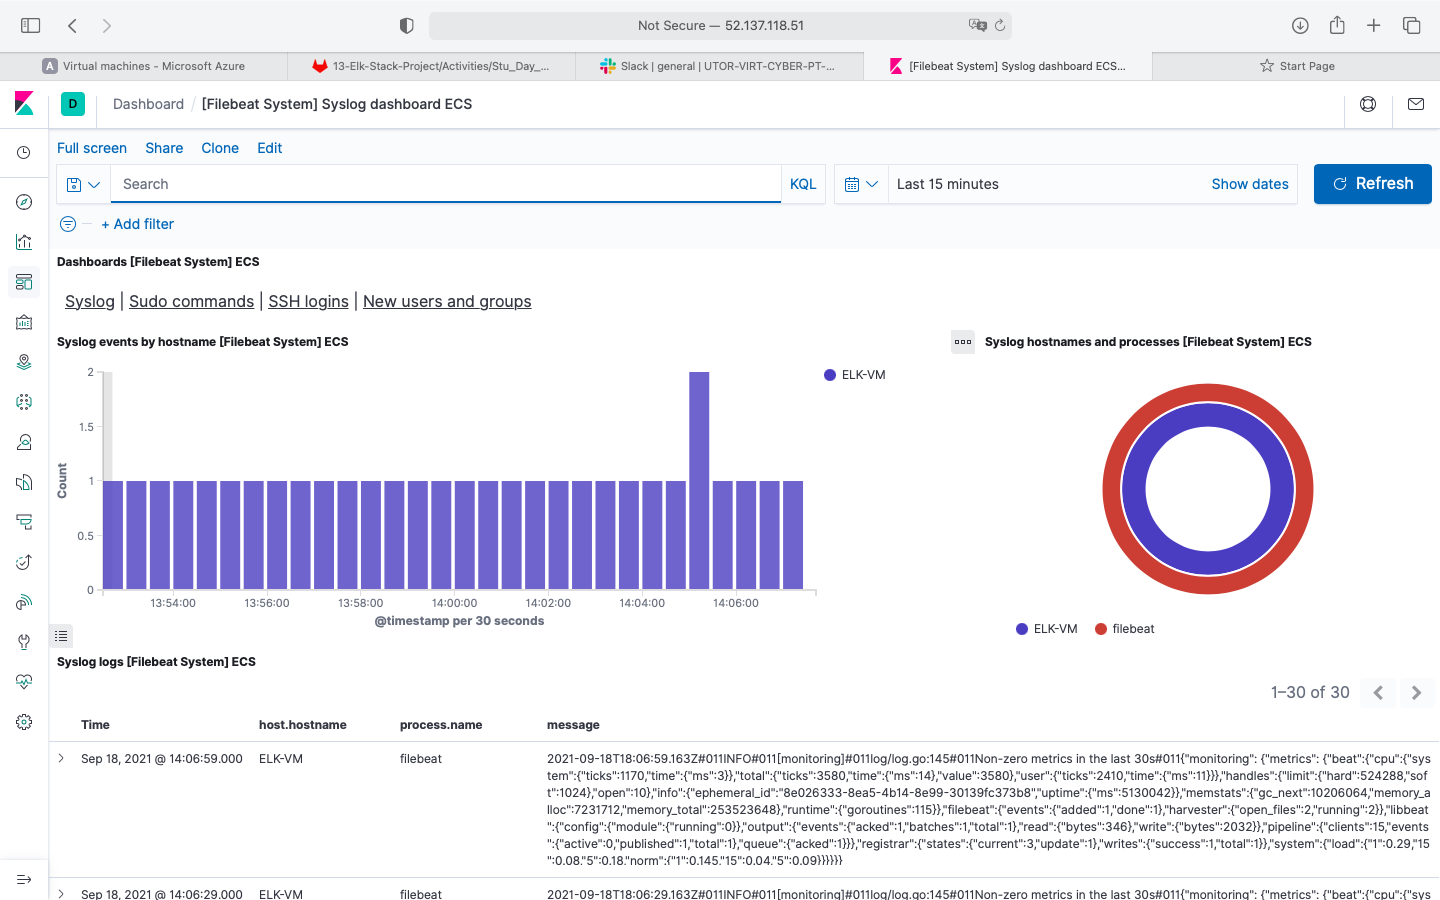 Not Secure — 52.137.118.51
A Virtual machines - Microsoft Azure
13-Elk-Stack-Project/Activities/Stu_Day_...
Slack | general | UTOR-VIRT-CYBER-PT-...
[Filebeat System] Syslog dashboard ECS...
Start Page
D Dashboard / [Filebeat System] Syslog dashboard ECS
Full screen Share Clone Edit
Search KQL Last 15 minutes Show dates Refresh
+ Add filter
Dashboards [Filebeat System] ECS
Syslog | Sudo commands | SSH logins | New users and groups
Syslog events by hostname [Filebeat System] ECS
2
1.5
1
0.5
0
Count
13:54:00 13:56:00 13:58:00 14:00:00 14:02:00 14:04:00 14:06:00
@timestamp per 30 seconds
ELK-VM
Syslog hostnames and processes [Filebeat System] ECS
ELK-VM filebeat
Syslog logs [Filebeat System] ECS
1–30 of 30
Time host.hostname process.name message
Sep 18, 2021 @ 14:06:59.000 ELK-VM filebeat 2021-09-18T18:06:59.163Z#011INFO#011[monitoring]#011log/log.go:145#011Non-zero metrics in the last 30s#011{"monitoring": {"metrics": {"beat":{"cpu":{"sys
tem":{"ticks":1170,"time":{"ms":3}},"total":{"ticks":3580,"time":{"ms":14},"value":3580},"user":{"ticks":2410,"time":{"ms":11}}},"handles":{"limit":{"hard":524288,"sof
t":1024},"open":10},"info":{"ephemeral_id":"8e026333-8ea5-4b14-8e99-30139fc373b8","uptime":{"ms":5130042}},"memstats":{"gc_next":10206064,"memory_a
lloc":7231712,"memory_total":253523648},"runtime":{"goroutines":115}},"filebeat":{"events":{"added":1,"done":1},"harvester":{"open_files":2,"running":2}},"libbeat
":{"config":{"module":{"running":0}},"output":{"events":{"acked":1,"batches":1,"total":1},"read":{"bytes":346},"write":{"bytes":2032}},"pipeline":{"clients":15,"events
":{"active":0,"published":1,"total":1},"queue":{"acked":1}}},"registrar":{"states":{"current":3,"update":1},"writes":{"success":1,"total":1}},"system":{"load":{"1":0.29,"15
":0.08,"5":0.18,"norm":{"1":0.145,"15":0.04,"5":0.09}}}}}}
Sep 18, 2021 @ 14:06:29.000 ELK-VM filebeat 2021-09-18T18:06:29.163Z#011INFO#011[monitoring]#011log/log.go:145#011Non-zero metrics in the last 30s#011{"monitoring": {"metrics": {"beat":{"cpu":{"sys